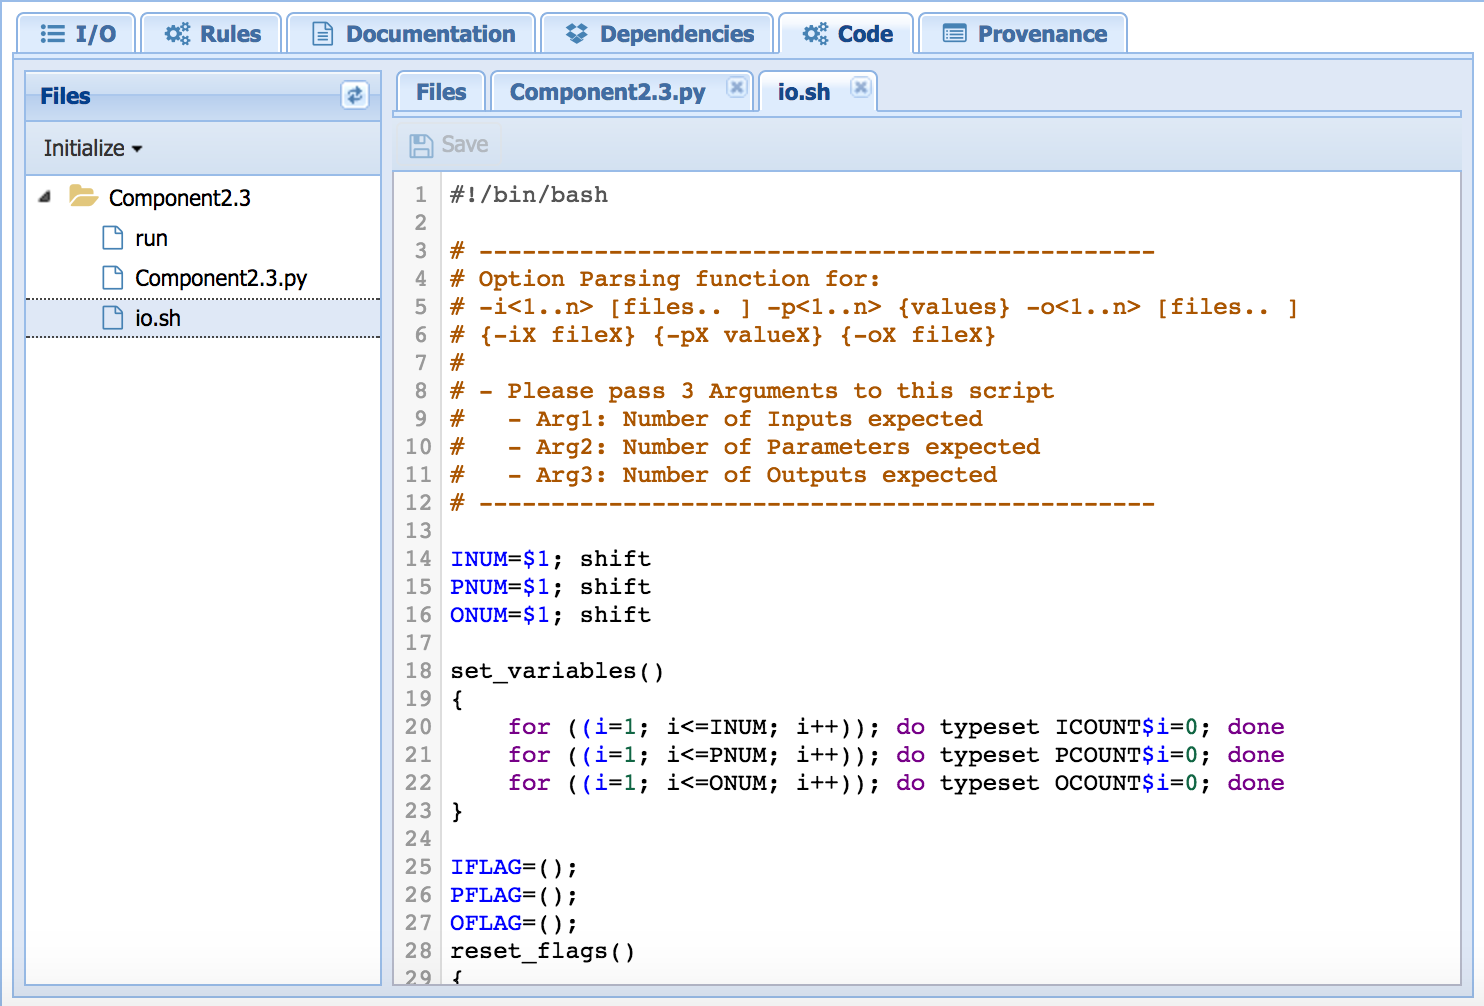 I/O Rules Documentation Dependencies Code Provenance
Files
Initialize
Component2.3
run
Component2.3.py
io.sh
Files Component2.3.py io.sh
Save
1 #!/bin/bash
2
3 # -----------------------------------------------
4 # Option Parsing function for:
5 # -i<1..n> [files.. ] -p<1..n> {values} -o<1..n> [files.. ]
6 # {-iX fileX} {-pX valueX} {-oX fileX}
7 #
8 # - Please pass 3 Arguments to this script
9 #   - Arg1: Number of Inputs expected
10 #   - Arg2: Number of Parameters expected
11 #   - Arg3: Number of Outputs expected
12 # -----------------------------------------------
13
14 INUM=$1; shift
15 PNUM=$1; shift
16 ONUM=$1; shift
17
18 set_variables()
19 {
20     for ((i=1; i<=INUM; i++)); do typeset ICOUNT$i=0; done
21     for ((i=1; i<=PNUM; i++)); do typeset PCOUNT$i=0; done
22     for ((i=1; i<=ONUM; i++)); do typeset OCOUNT$i=0; done
23 }
24
25 IFLAG=();
26 PFLAG=();
27 OFLAG=();
28 reset_flags()
29 {